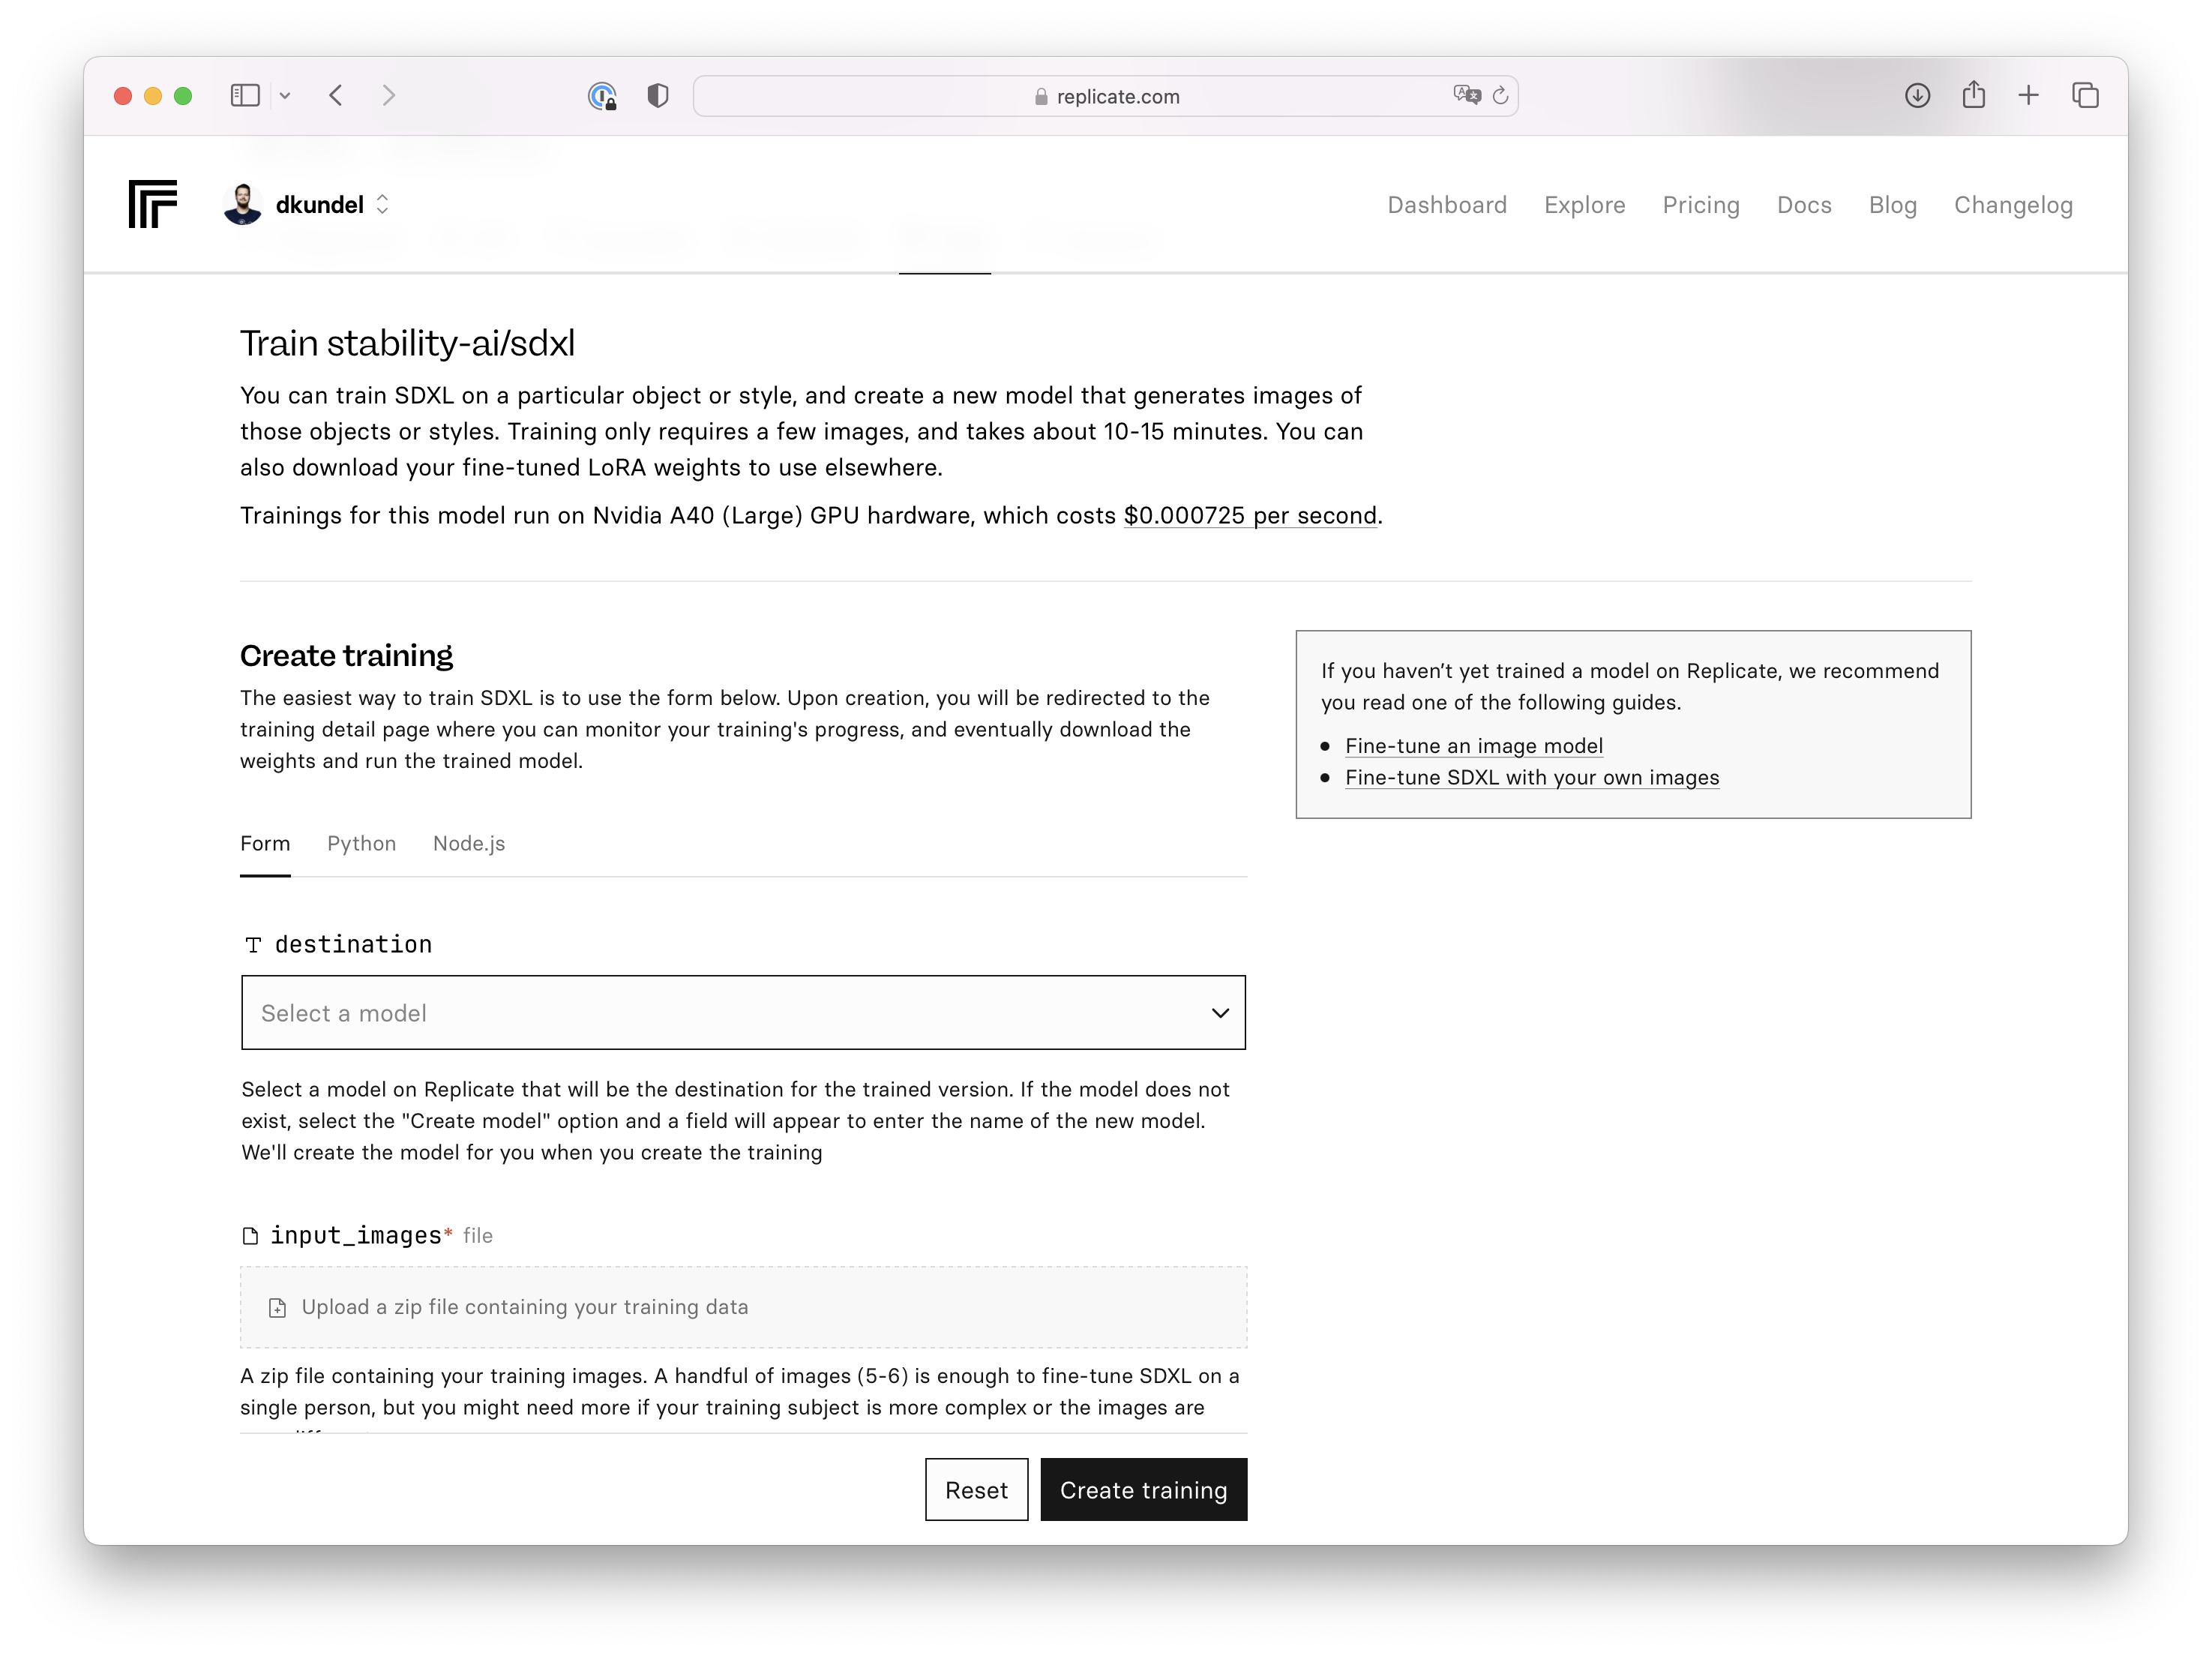 replicate.com
dkundel
Dashboard Explore Pricing Docs Blog Changelog
Train stability-ai/sdxl
You can train SDXL on a particular object or style, and create a new model that generates images of
those objects or styles. Training only requires a few images, and takes about 10-15 minutes. You can
also download your fine-tuned LoRA weights to use elsewhere.
Trainings for this model run on Nvidia A40 (Large) GPU hardware, which costs $0.000725 per second.
Create training
The easiest way to train SDXL is to use the form below. Upon creation, you will be redirected to the
training detail page where you can monitor your training's progress, and eventually download the
weights and run the trained model.
If you haven’t yet trained a model on Replicate, we recommend
you read one of the following guides.
Fine-tune an image model
Fine-tune SDXL with your own images
Form Python Node.js
destination
Select a model
Select a model on Replicate that will be the destination for the trained version. If the model does not
exist, select the "Create model" option and a field will appear to enter the name of the new model.
We'll create the model for you when you create the training
input_images* file
Upload a zip file containing your training data
A zip file containing your training images. A handful of images (5-6) is enough to fine-tune SDXL on a
single person, but you might need more if your training subject is more complex or the images are
Reset
Create training